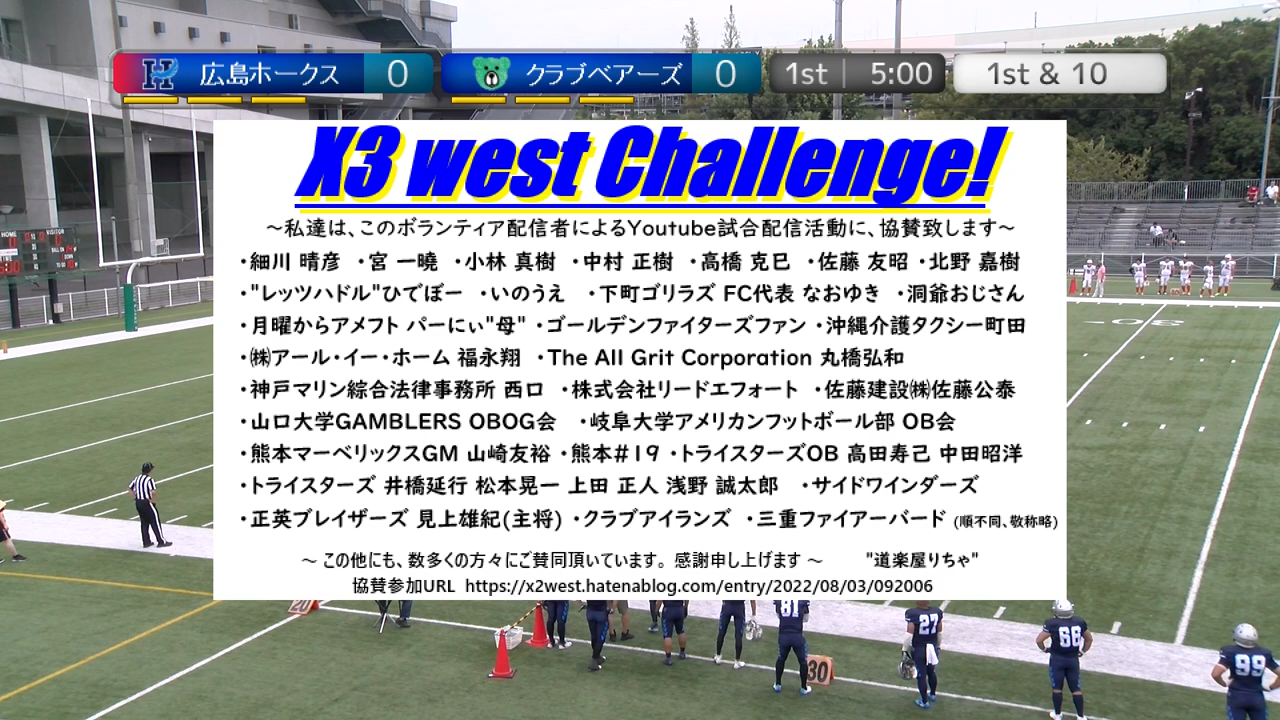 広島ホークス 0 クラブベアーズ 0 1st 5:00 1st & 10
X3 west Challenge!
～私達は、このボランティア配信者によるYoutube試合配信活動に、協賛致します～
・細川 晴彦 ・宮 一暁 ・小林 真樹 ・中村 正樹 ・高橋 克巳 ・佐藤 友昭 ・北野 嘉樹
・"レッツハドル"ひでぼー ・いのうえ ・下町ゴリラズ FC代表 なおゆき ・洞爺おじさん
・月曜からアメフト パーにぃ"母" ・ゴールデンファイターズファン ・沖縄介護タクシー町田
・㈱アール・イー・ホーム 福永翔 ・The All Grit Corporation 丸橋弘和
・神戸マリン綜合法律事務所 西口 ・株式会社リードエフォート ・佐藤建設㈱佐藤公泰
・山口大学GAMBLERS OBOG会 ・岐阜大学アメリカンフットボール部 OB会
・熊本マーベリックスGM 山崎友裕 ・熊本#19 ・トライスターズOB 高田寿己 中田昭洋
・トライスターズ 井橋延行 松本晃一 上田 正人 浅野 誠太郎 ・サイドワインダーズ
・正英ブレイザーズ 見上雄紀(主将) ・クラブアイランズ ・三重ファイアーバード (順不同、敬称略)
～ この他にも、数多くの方々にご賛同頂いています。感謝申し上げます ～ "道楽屋りちゃ"
協賛参加URL https://x2west.hatenablog.com/entry/2022/08/03/092006
HOME VISITOR
30
20
81
27
30
66
99